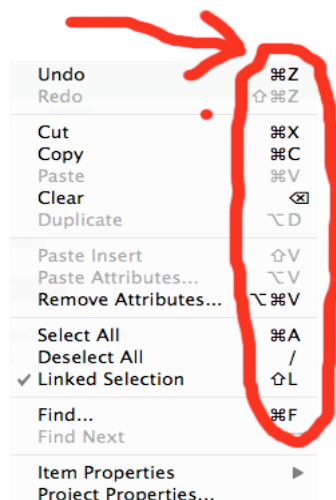 Undo ⌘Z
Redo ⇧⌘Z
Cut ⌘X
Copy ⌘C
Paste ⌘V
Clear ⌫
Duplicate ⌥D
Paste Insert ⇧V
Paste Attributes... ⌥V
Remove Attributes... ⌥⌘V
Select All ⌘A
Deselect All /
✓ Linked Selection ⇧L
Find... ⌘F
Find Next
Item Properties ▶
Project Properties...